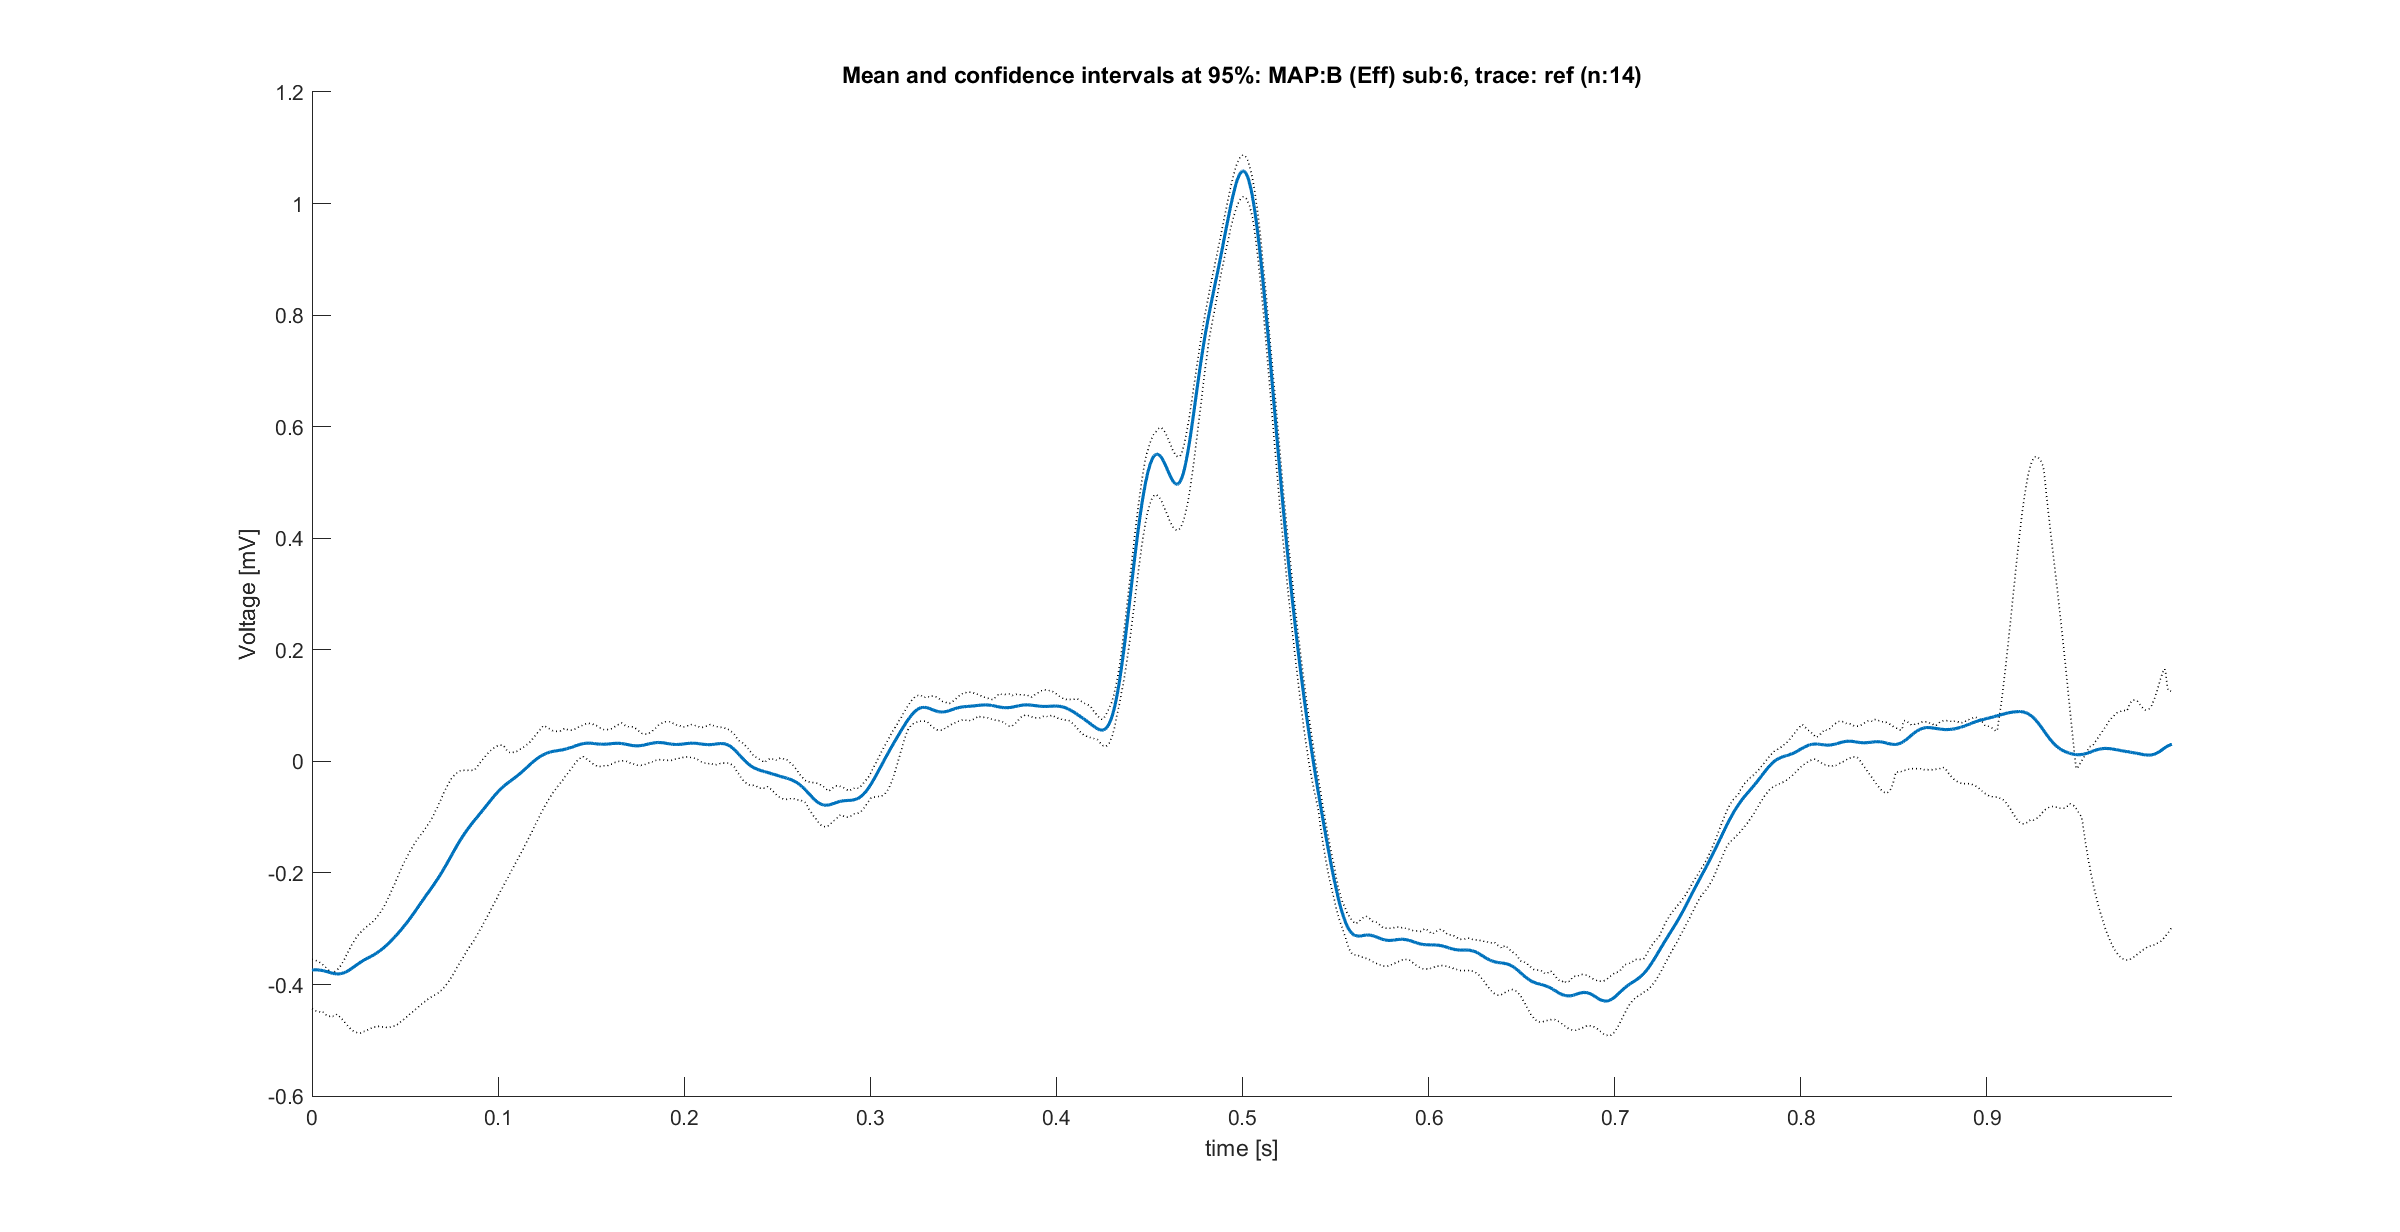 Mean and confidence intervals at 95%: MAP:B (Eff) sub:6, trace: ref (n:14)
1.2
1
0.8
0.6
0.4
0.2
0
-0.2
-0.4
-0.6
Voltage [mV]
0 0.1 0.2 0.3 0.4 0.5 0.6 0.7 0.8 0.9
time [s]